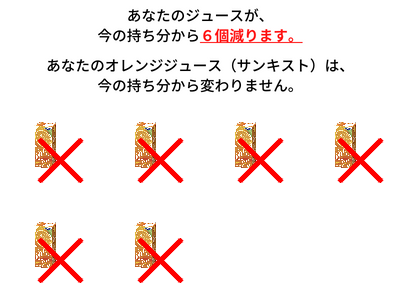 あなたのジュースが、
今の持ち分から６個減ります。
あなたのオレンジジュース（サンキスト）は、
今の持ち分から変わりません。